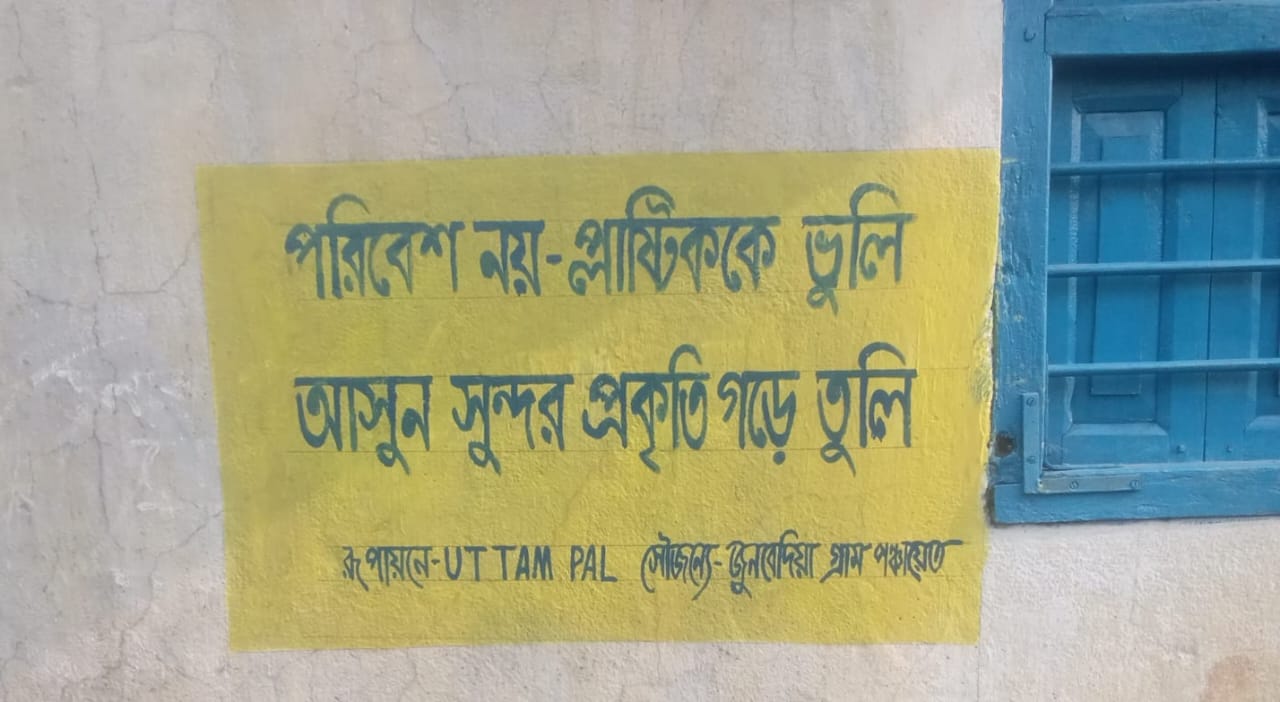 পরিবেশ নয়-প্লাষ্টিককে ভুলি
আসুন সুন্দর প্রকৃতি গড়ে তুলি
রূপায়নে-UTTAM PAL সৌজন্যে-জুনবেদিয়া গ্রাম পঞ্চায়েত